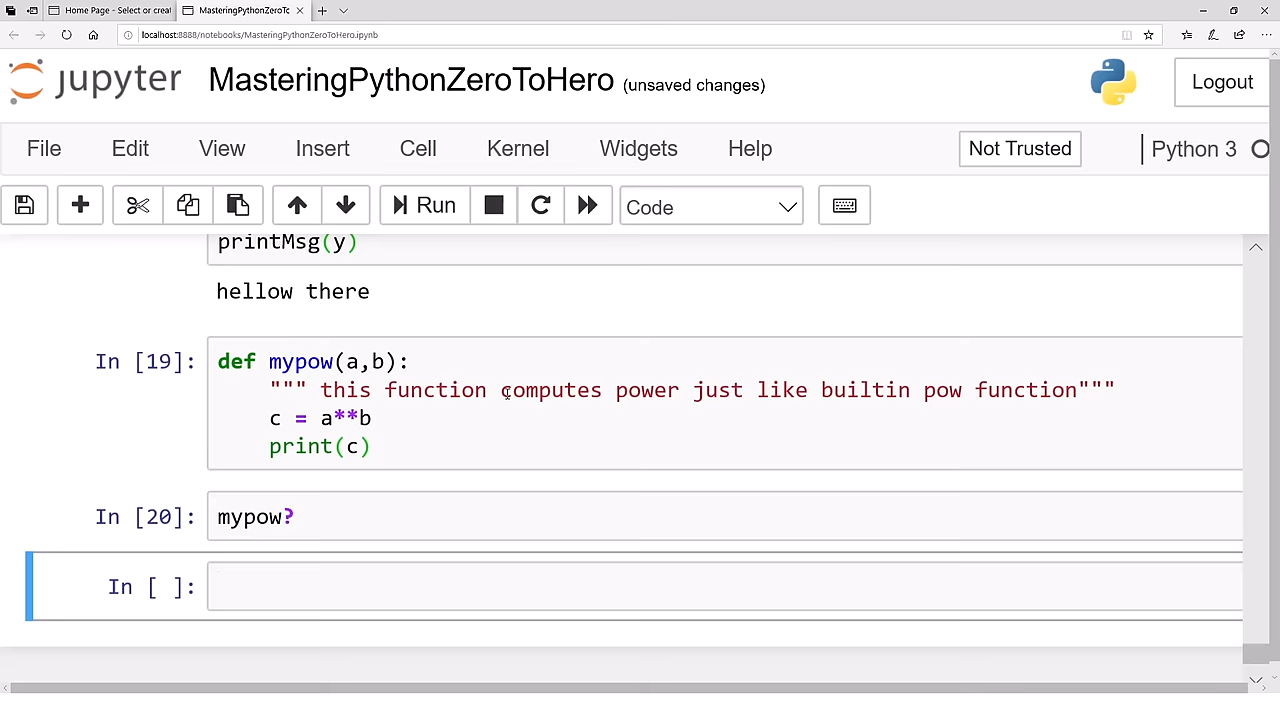 Home Page - Select or creat
MasteringPythonZeroTc
localhost:8888/notebooks/MasteringPythonZeroToHero.ipynb
jupyter MasteringPythonZeroToHero (unsaved changes)
Logout
File Edit View Insert Cell Kernel Widgets Help Not Trusted Python 3
Run Code
printMsg(y)
hellow there
In [19]: def mypow(a,b):
""" this function computes power just like builtin pow function"""
c = a**b
print(c)
In [20]: mypow?
In [ ]: